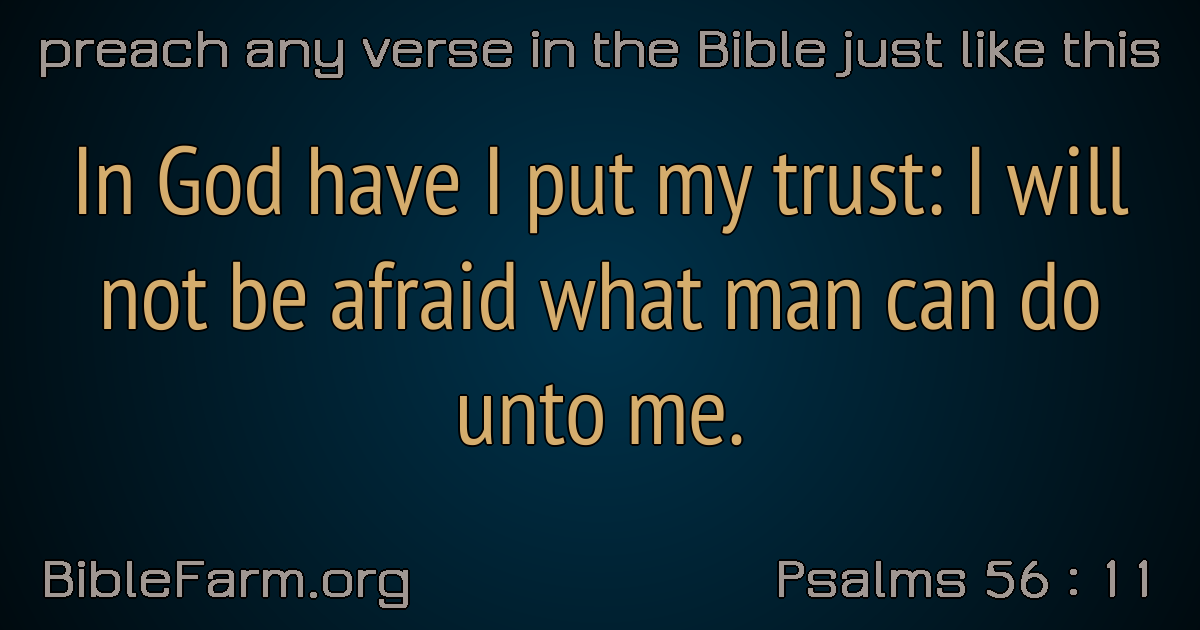 preach any verse in the Bible just like this
In God have I put my trust: I will
not be afraid what man can do
unto me.
BibleFarm.org
Psalms 56 : 11